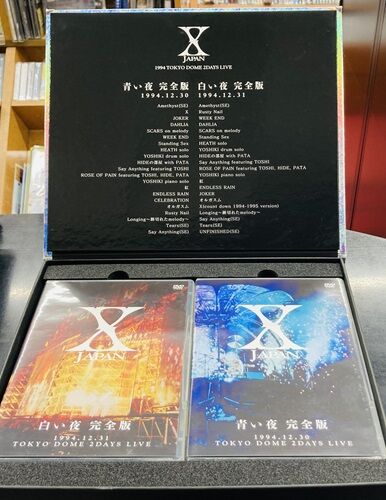 X
JAPAN
1994 TOKYO DOME 2DAYS LIVE
青い夜 完全版
1994.12.30
Amethyst(SE)
X
JOKER
DAHLIA
SCARS on melody
WEEK END
Standing Sex
HEATH solo
YOSHIKI drum solo
HIDEの部屋 with PATA
Say Anything featuring TOSHI
ROSE OF PAIN featuring TOSHI, HIDE, PATA
YOSHIKI piano solo
紅
ENDLESS RAIN
CELEBRATION
オルガスム
Rusty Nail
Longing~跡切れたmelody~
Tears(SE)
Say Anything(SE)
白い夜 完全版
1994.12.31
Amethyst(SE)
Rusty Nail
WEEK END
DAHLIA
SCARS on melody
Standing Sex
HEATH solo
YOSHIKI drum solo
HIDEの部屋 with PATA
Say Anything featuring TOSHI
ROSE OF PAIN featuring TOSHI, HIDE, PATA
YOSHIKI piano solo
紅
ENDLESS RAIN
JOKER
オルガスム
X(count down 1994-1995 version)
Longing~跡切れたmelody~
Say Anything(SE)
Tears(SE)
UNFINISHED(SE)
DVD
X
JAPAN
白い夜 完全版
1994.12.31
TOKYO DOME 2DAYS LIVE
DVD
X
JAPAN
青い夜 完全版
1994.12.30
TOKYO DOME 2DAYS LIVE